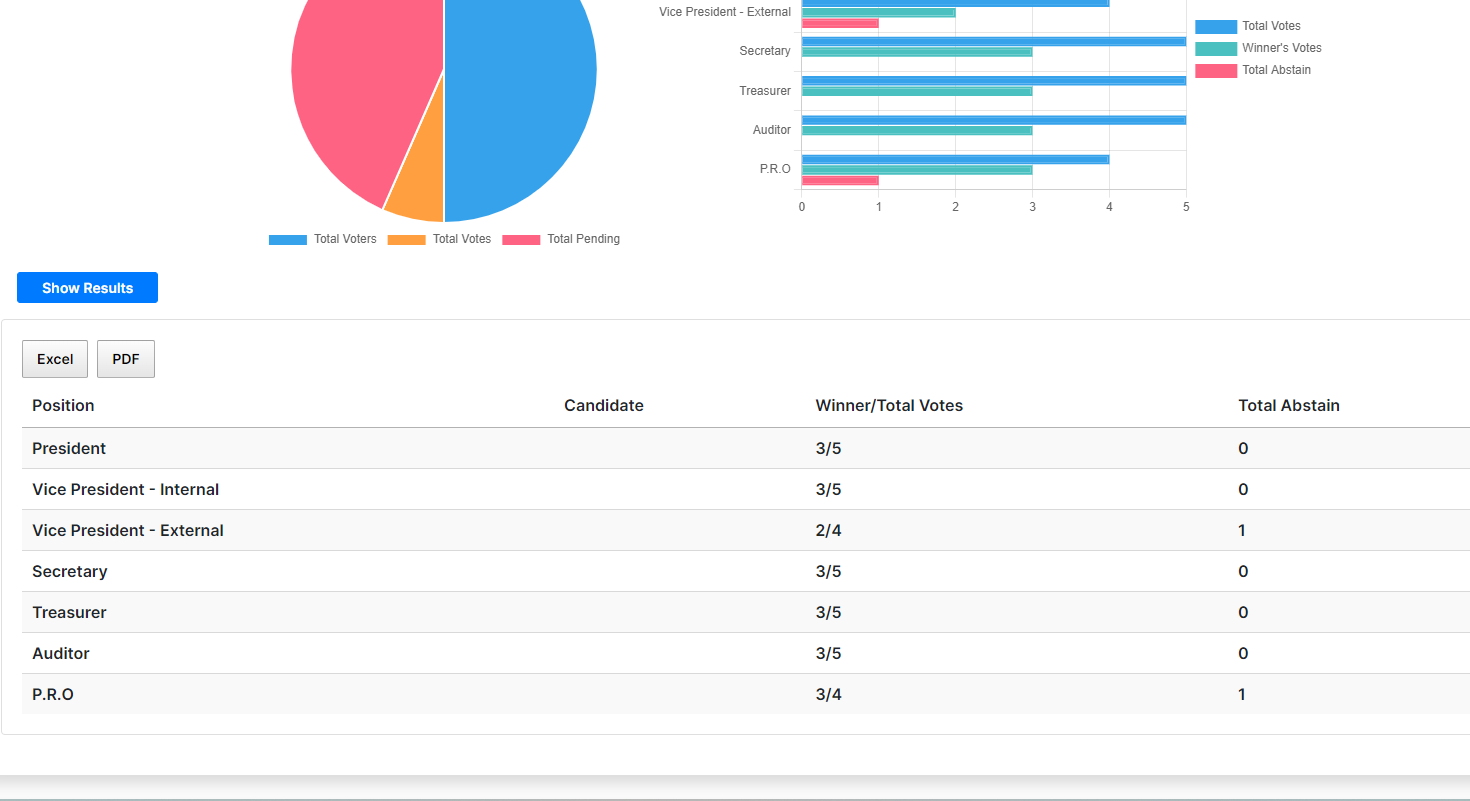 Vice President - External
Secretary
Treasurer
Auditor
P.R.O
0 1 2 3 4 5
Total Votes
Winner's Votes
Total Abstain
Total Voters Total Votes Total Pending
Show Results
Excel PDF
Position Candidate Winner/Total Votes Total Abstain
President 3/5 0
Vice President - Internal 3/5 0
Vice President - External 2/4 1
Secretary 3/5 0
Treasurer 3/5 0
Auditor 3/5 0
P.R.O 3/4 1